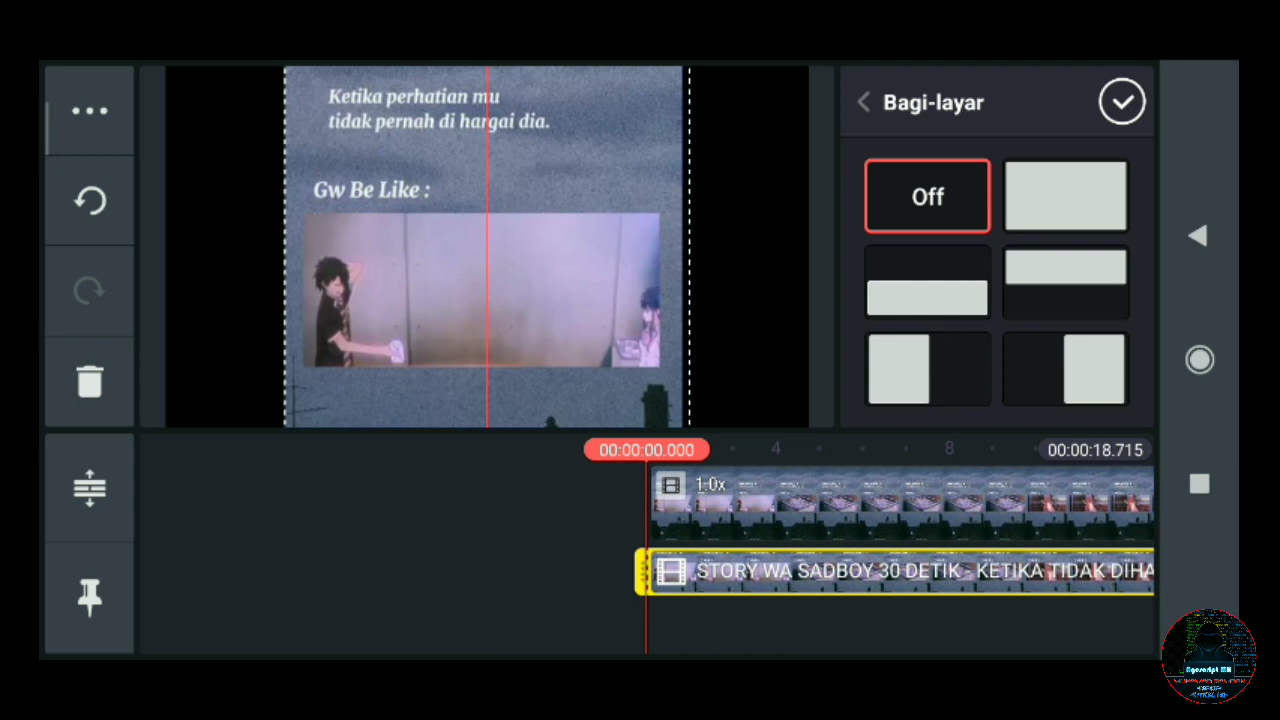 Ketika perhatian mu
tidak pernah di hargai dia.
Gw Be Like :
Bagi-layar
Off
00:00:00.000
4
8
00:00:18.715
1.0x
STORY WA SADBOY 30 DETIK - KETIKA TIDAK DIHA